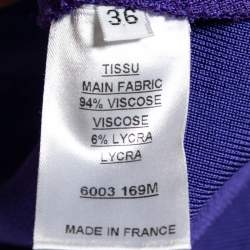 36
TISSU
MAIN FABRIC
94% VISCOSE
VISCOSE
6% LYCRA
LYCRA
6003 169M
MADE IN FRANCE